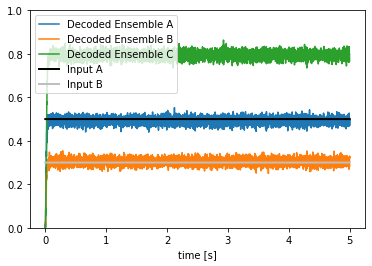 1.0
0.8
0.6
0.4
0.2
0.0
Decoded Ensemble A
Decoded Ensemble B
Decoded Ensemble C
Input A
Input B
0 1 2 3 4 5
time [s]